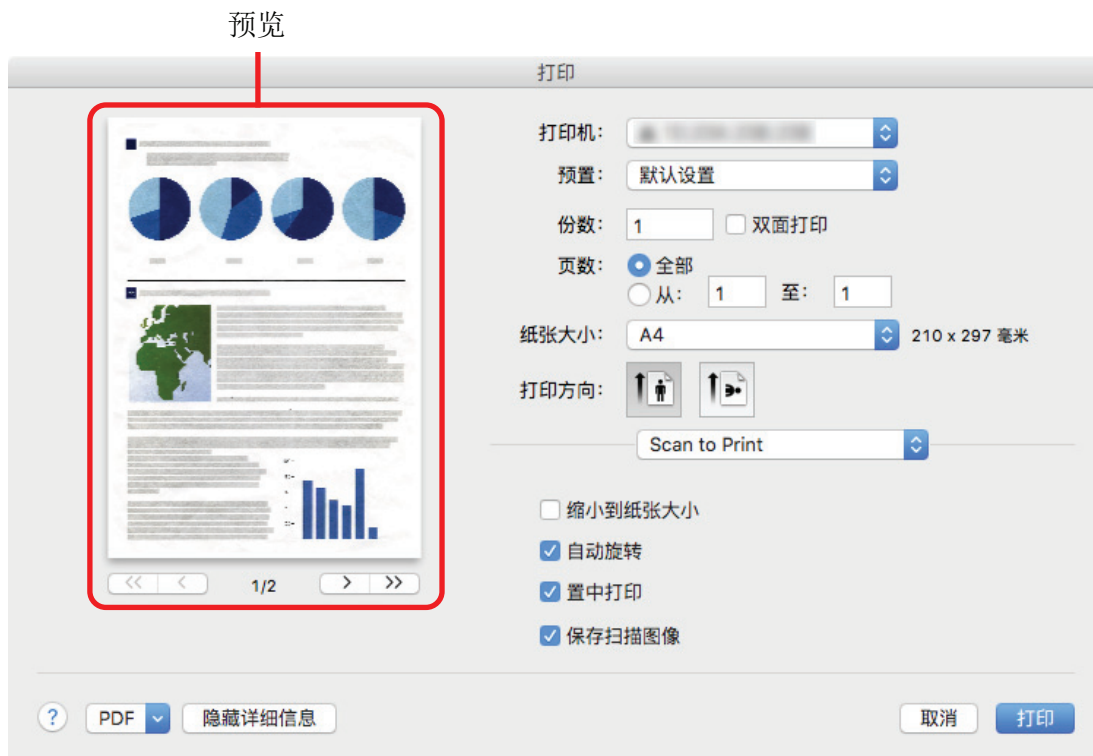 预览
打印
打印机：
预置： 默认设置
份数： 1 双面打印
页数： 全部
从： 1 至： 1
纸张大小： A4 210 x 297 毫米
打印方向：
Scan to Print
缩小到纸张大小
自动旋转
置中打印
保存扫描图像
<< < 1/2 > >>
? PDF 隐藏详细信息 取消 打印